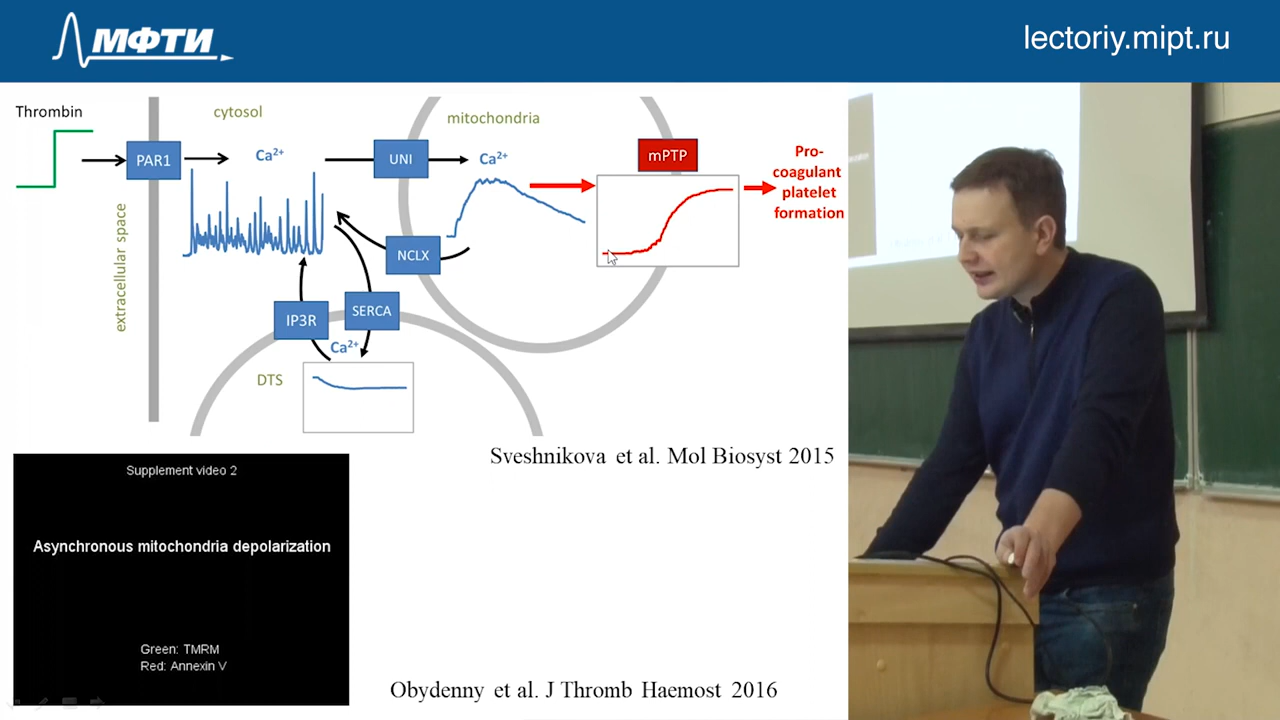 МФТИ
lectoriy.mipt.ru
Thrombin
cytosol
mitochondria
extracellular space
PAR1
Ca²⁺
UNI
Ca²⁺
mPTP
Pro-
coagulant
platelet
formation
NCLX
IP3R
SERCA
Ca²⁺
DTS
Sveshnikova et al. Mol Biosyst 2015
Supplement video 2
Asynchronous mitochondria depolarization
Green: TMRM
Red: Annexin V
Obydenny et al. J Thromb Haemost 2016